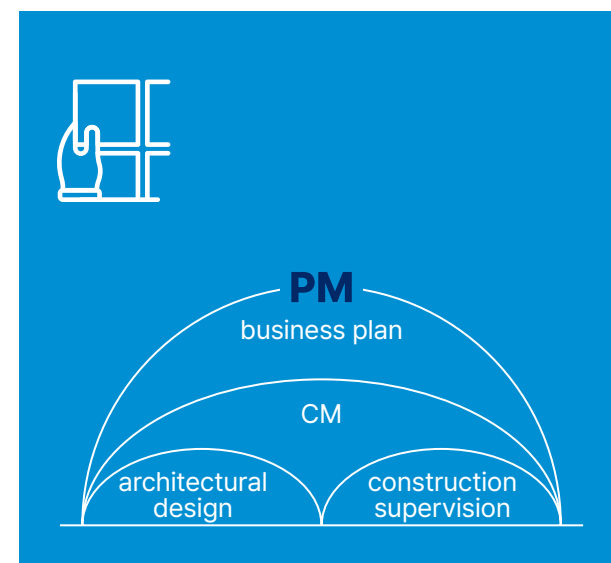 PM
business plan
CM
architectural
design
construction
supervision